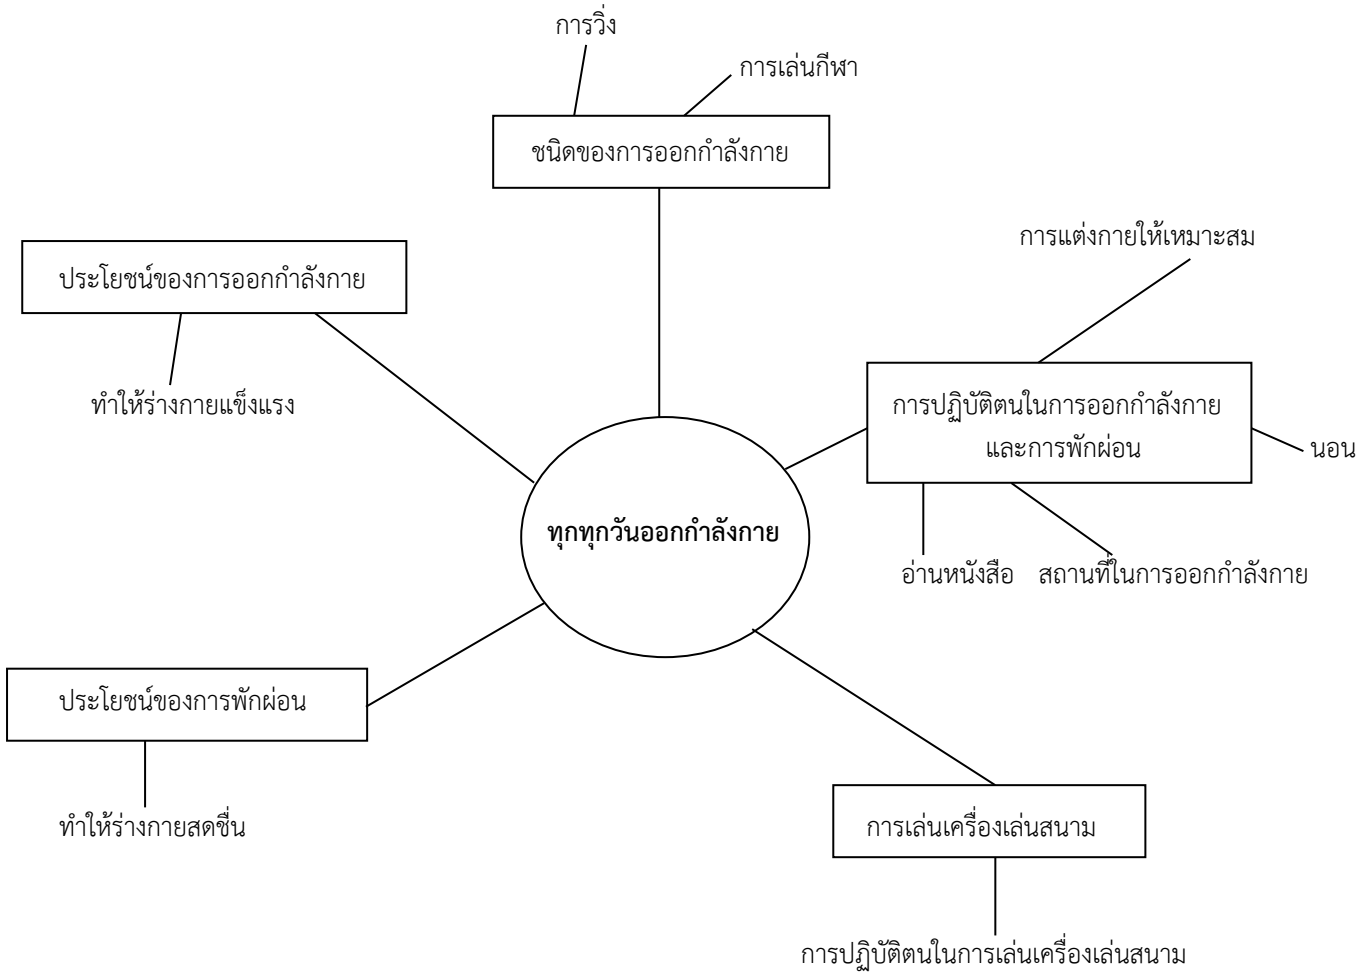 การวิ่ง
การเล่นกีฬา
ชนิดของการออกกำลังกาย
การแต่งกายให้เหมาะสม
ประโยชน์ของการออกกำลังกาย
ทำให้ร่างกายแข็งแรง
การปฏิบัติตนในการออกกำลังกาย
และการพักผ่อน
นอน
ทุกทุกวันออกกำลังกาย
อ่านหนังสือ
สถานที่ในการออกกำลังกาย
ประโยชน์ของการพักผ่อน
ทำให้ร่างกายสดชื่น
การเล่นเครื่องเล่นสนาม
การปฏิบัติตนในการเล่นเครื่องเล่นสนาม